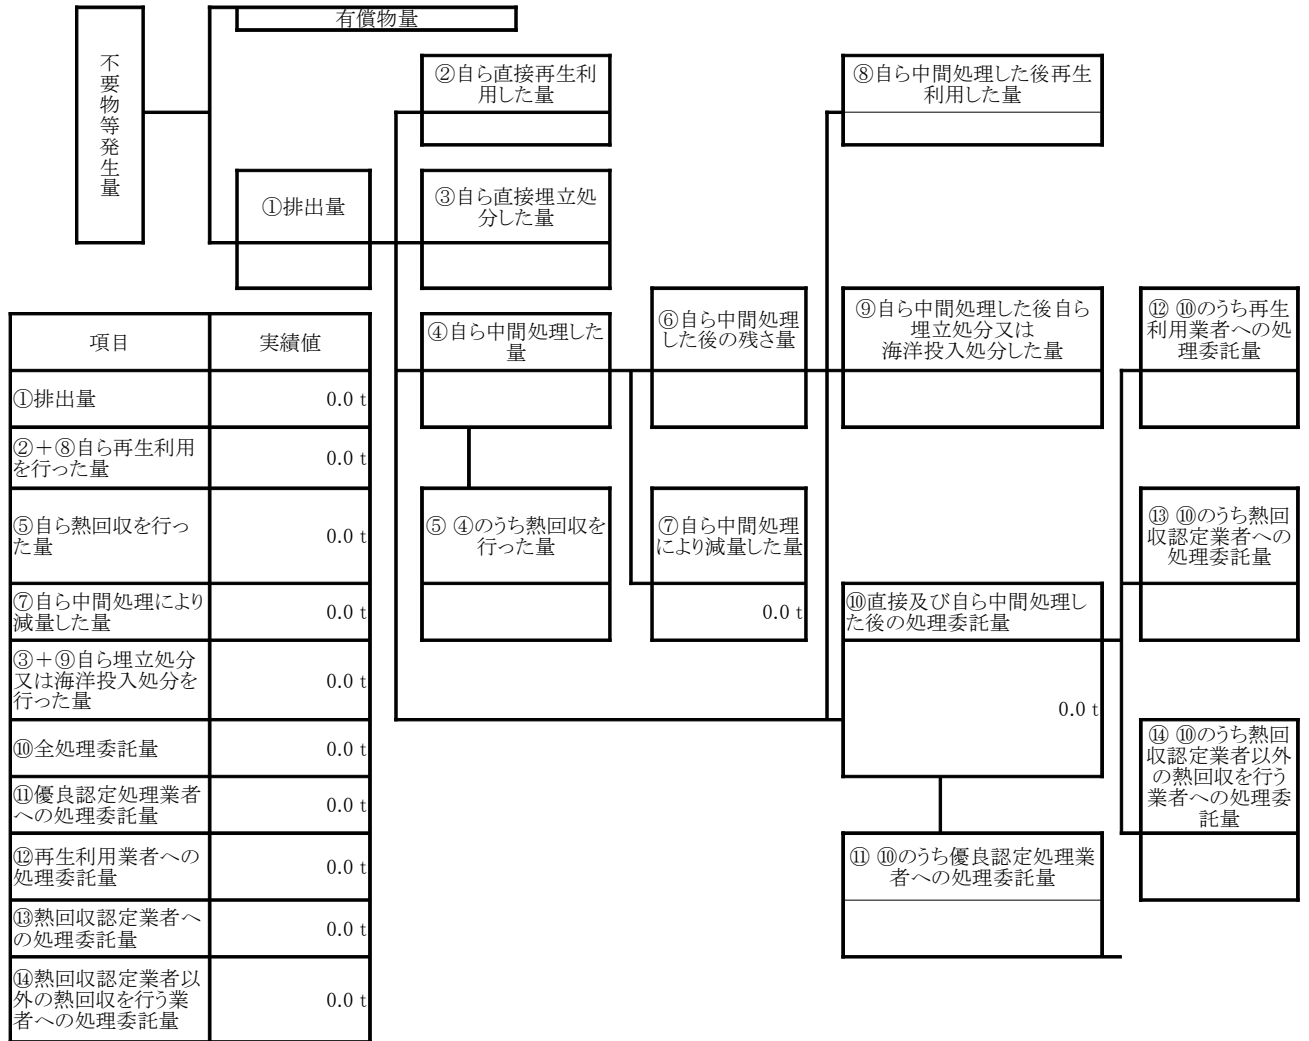 有償物量
不要物等発生量
②自ら直接再生利
用した量
⑧自ら中間処理した後再生
利用した量
①排出量
③自ら直接埋立処
分した量
④自ら中間処理した
量
⑥自ら中間処理
した後の残さ量
⑨自ら中間処理した後自ら
埋立処分又は
海洋投入処分した量
⑫ ⑩のうち再生
利用業者への処
理委託量
⑤ ④のうち熱回収を
行った量
⑦自ら中間処理
により減量した量
0.0 t
⑬ ⑩のうち熱回
収認定業者への
処理委託量
⑩直接及び自ら中間処理し
た後の処理委託量
0.0 t
⑭ ⑩のうち熱回
収認定業者以外
の熱回収を行う
業者への処理委
託量
⑪ ⑩のうち優良認定処理業
者への処理委託量
項目 実績値
①排出量 0.0 t
②+⑧自ら再生利用
を行った量 0.0 t
⑤自ら熱回収を行っ
た量 0.0 t
⑦自ら中間処理により
減量した量 0.0 t
③+⑨自ら埋立処分
又は海洋投入処分を
行った量 0.0 t
⑩全処理委託量 0.0 t
⑪優良認定処理業者
への処理委託量 0.0 t
⑫再生利用業者への
処理委託量 0.0 t
⑬熱回収認定業者へ
の処理委託量 0.0 t
⑭熱回収認定業者以
外の熱回収を行う業
者への処理委託量 0.0 t